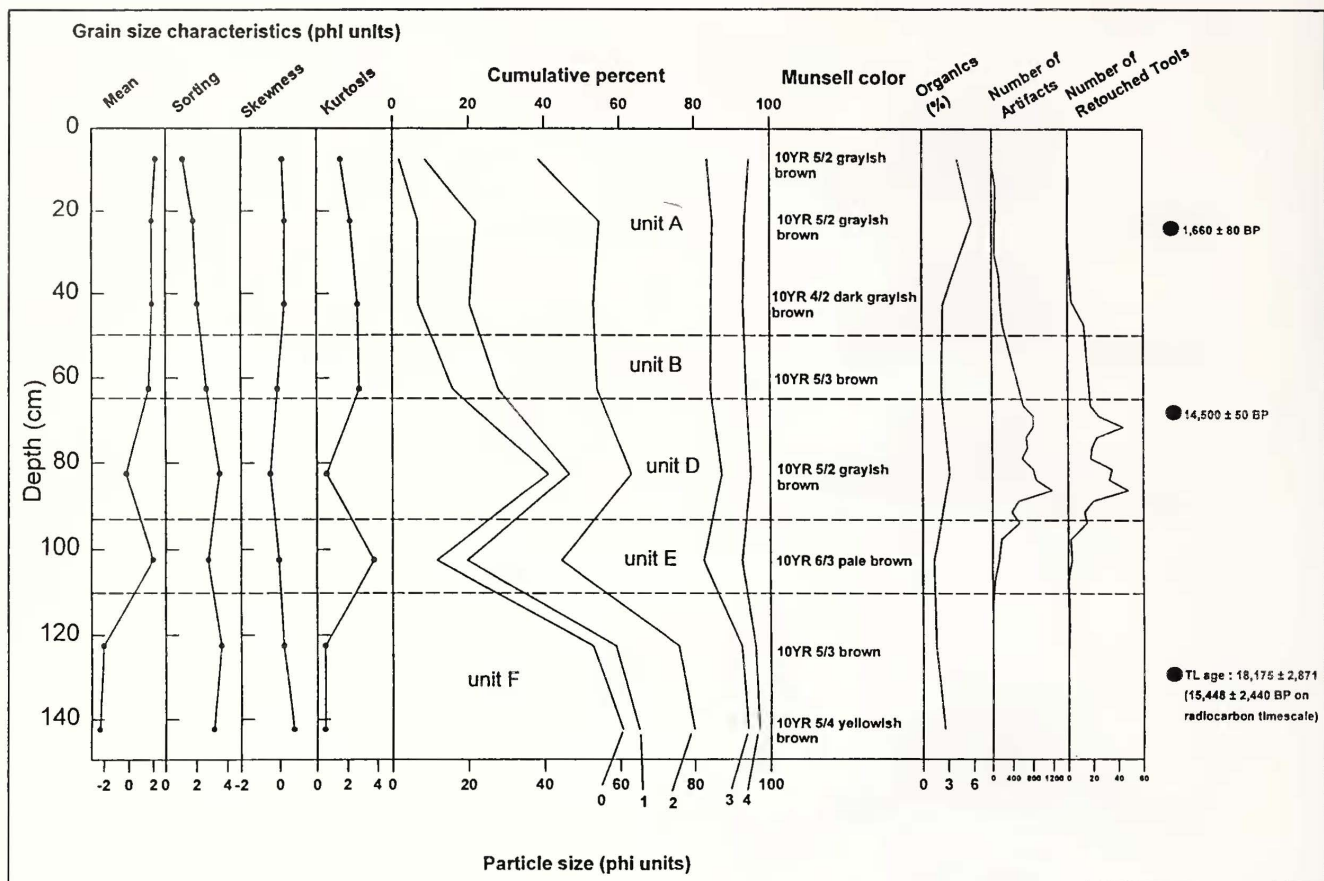 Grain size characteristics (phi units)
Mean
Sorting
Skewness
Kurtosis
Cumulative percent
Munsell color
Organics
(%)
Number of
Artifacts
Number of
Retouched Tools
0 20 40 60 80 100
Depth (cm)
0
20
40
60
80
100
120
140
unit A
unit B
unit D
unit E
unit F
10YR 5/2 grayish
brown
10YR 5/2 grayish
brown
10YR 4/2 dark grayish
brown
10YR 5/3 brown
10YR 5/2 grayish
brown
10YR 6/3 pale brown
10YR 5/3 brown
10YR 5/4 yellowish
brown
1,660 ± 80 BP
14,500 ± 50 BP
TL age : 18,175 ± 2,871
(15,448 ± 2,440 BP on
radiocarbon timescale)
-2 0 2 0 2 4 -2 0 2 0 2 4 0 20 40 60 80 100
0 1 2 3 4
0 3 6
0 400 800 1200
0 20 40 60
Particle size (phi units)